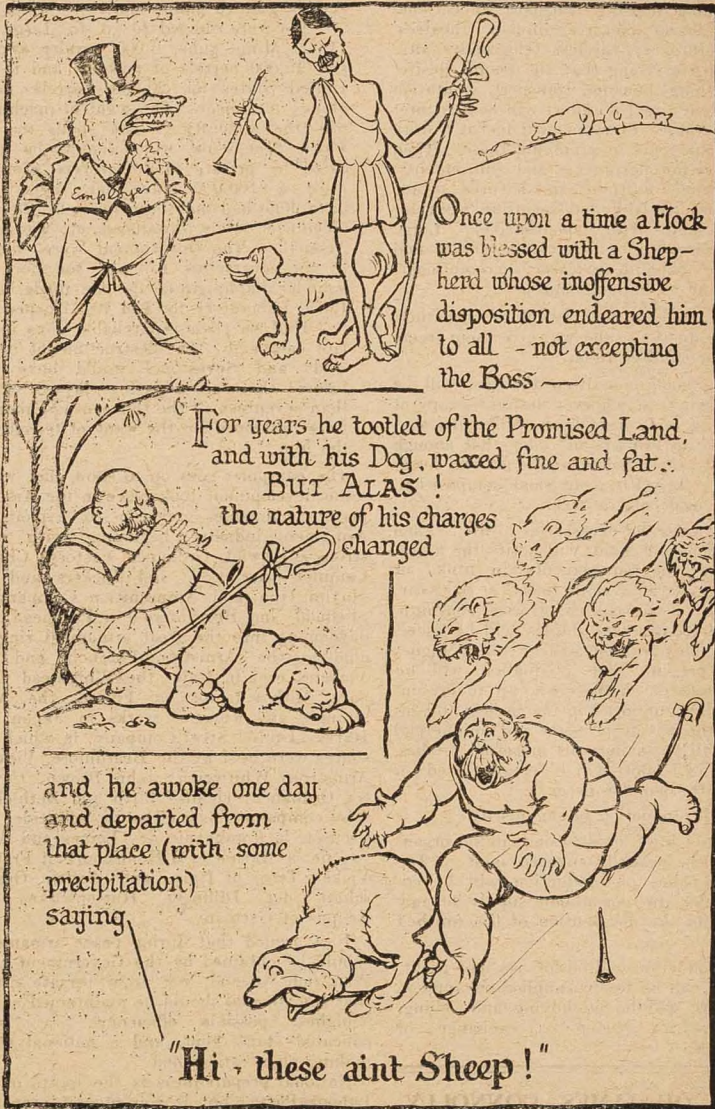 '23
Employer
Once upon a time a Flock
was blessed with a Shep-
herd whose inoffensive
disposition endeared him
to all - not excepting
the Boss —
For years he tootled of the Promised Land,
and with his Dog, waxed fine and fat.
BUT ALAS !
the nature of his charges
changed
and he awoke one day
and departed from
that place (with some
precipitation)
saying
"Hi - these aint Sheep !"